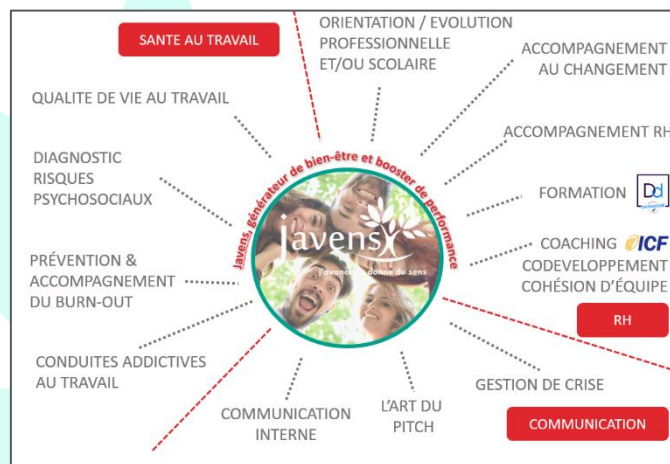 SANTE AU TRAVAIL
QUALITE DE VIE AU TRAVAIL
DIAGNOSTIC
RISQUES
PSYCHOSOCIAUX
PRÉVENTION &
ACCOMPAGNEMENT
DU BURN-OUT
CONDUITES ADDICTIVES
AU TRAVAIL
ORIENTATION / EVOLUTION
PROFESSIONNELLE
ET/OU SCOLAIRE
ACCOMPAGNEMENT
AU CHANGEMENT
ACCOMPAGNEMENT RH
FORMATION
Dd
COACHING ICF
CODEVELOPPEMENT
COHÉSION D'ÉQUIPE
RH
Javens, générateur de bien-être et booster de performance
javens
GESTION DE CRISE
COMMUNICATION
L'ART DU
PITCH
COMMUNICATION
INTERNE